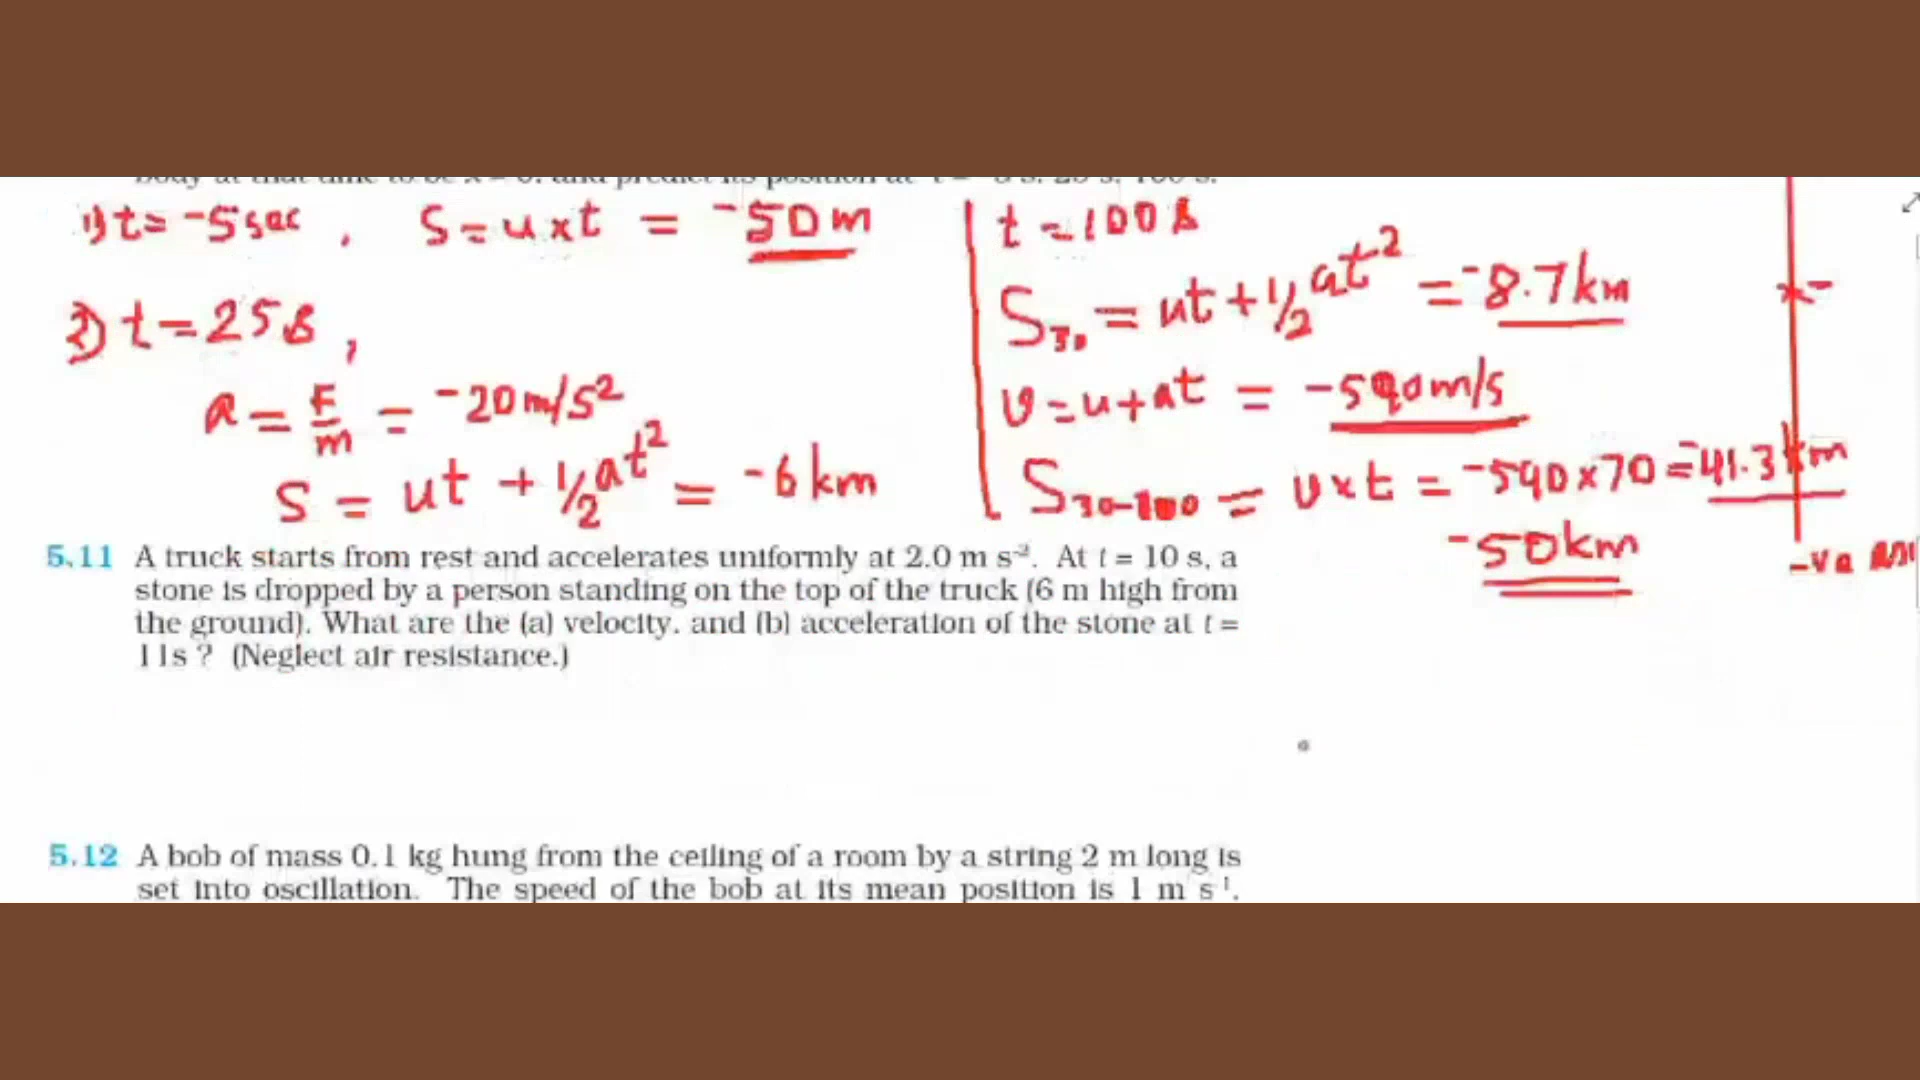 1) t = -5 sec , S = u x t = -50 m
2) t = 25 s ,
a = F/m = -20 m/s²
S = ut + ½ at² = -6 km
t = 100 s
S₃₀ = ut + ½ at² = -8.7 km
v = u + at = -590 m/s
S₃₀₋₁₀₀ = v x t = -590 x 70 = -41.3 km
-50 km
-ve
5.11 A truck starts from rest and accelerates uniformly at 2.0 m s⁻². At t = 10 s, a
stone is dropped by a person standing on the top of the truck (6 m high from
the ground). What are the (a) velocity, and (b) acceleration of the stone at t =
11s ? (Neglect air resistance.)
5.12 A bob of mass 0.1 kg hung from the ceiling of a room by a string 2 m long is
set into oscillation. The speed of the bob at its mean position is 1 m s⁻¹.